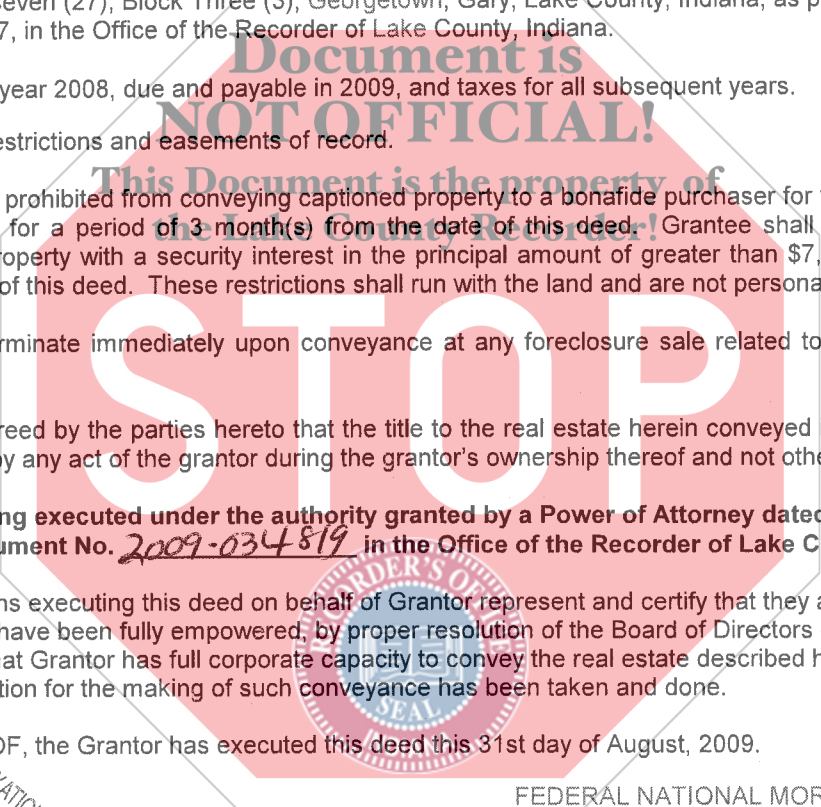 even (27), Block Three (3), Georgetown, Gary, Lake County, Indiana, as p
7, in the Office of the Recorder of Lake County, Indiana.
Document is
year 2008, due and payable in 2009, and taxes for all subsequent years.
NOT OFFICIAL!
estrictions and easements of record.
This Document is the property of
prohibited from conveying captioned property to a bonafide purchaser for
the Lake County Recorder!
for a period of 3 month(s) from the date of this deed. Grantee shall
operty with a security interest in the principal amount of greater than $7,
of this deed. These restrictions shall run with the land and are not persona
STOP
rminate immediately upon conveyance at any foreclosure sale related to
reed by the parties hereto that the title to the real estate herein conveyed
by any act of the grantor during the grantor's ownership thereof and not othe
ng executed under the authority granted by a Power of Attorney dated
ument No. 2009-034819 in the Office of the Recorder of Lake C
RECORDER'S OF
ns executing this deed on behalf of Grantor represent and certify that they a
have been fully empowered, by proper resolution of the Board of Directors
at Grantor has full corporate capacity to convey the real estate described h
tion for the making of such conveyance has been taken and done.
SEAL
INDIANA
OF, the Grantor has executed this deed this 31st day of August, 2009.
FEDERAL NATIONAL MOR